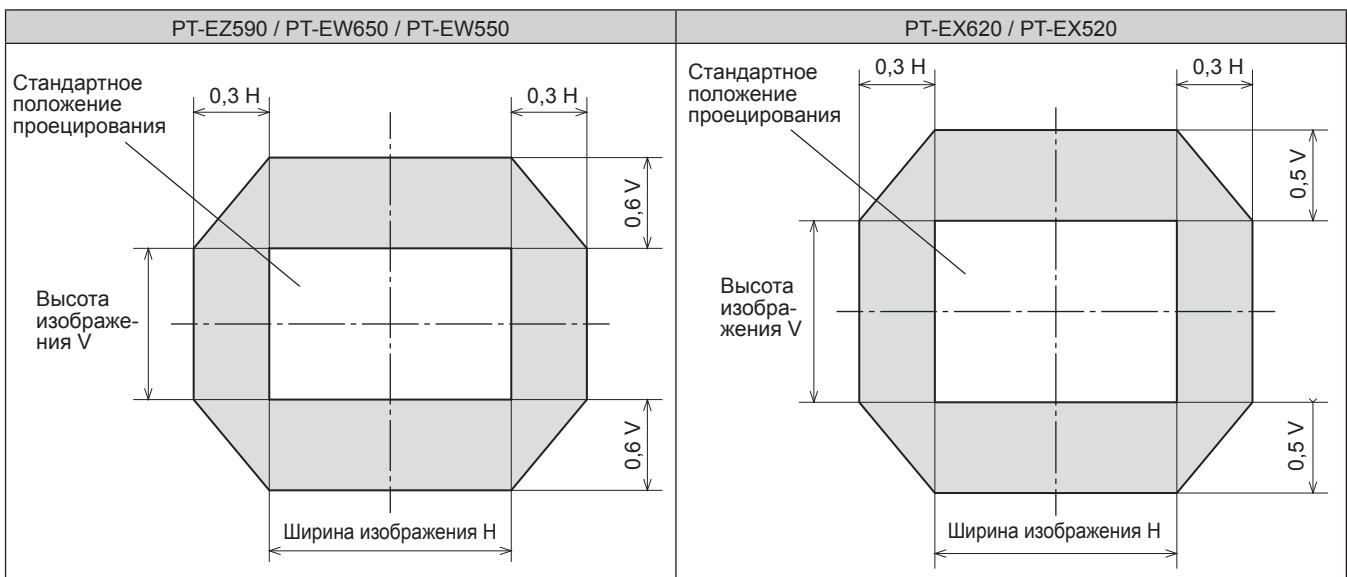 PT-EZ590 / PT-EW650 / PT-EW550
Стандартное
положение
проецирования
0,3 H
0,3 H
0,6 V
Высота
изображе-
ния V
0,6 V
Ширина изображения H
PT-EX620 / PT-EX520
Стандартное
положение
проецирования
0,3 H
0,3 H
0,5 V
Высота
изобра-
жения V
0,5 V
Ширина изображения H